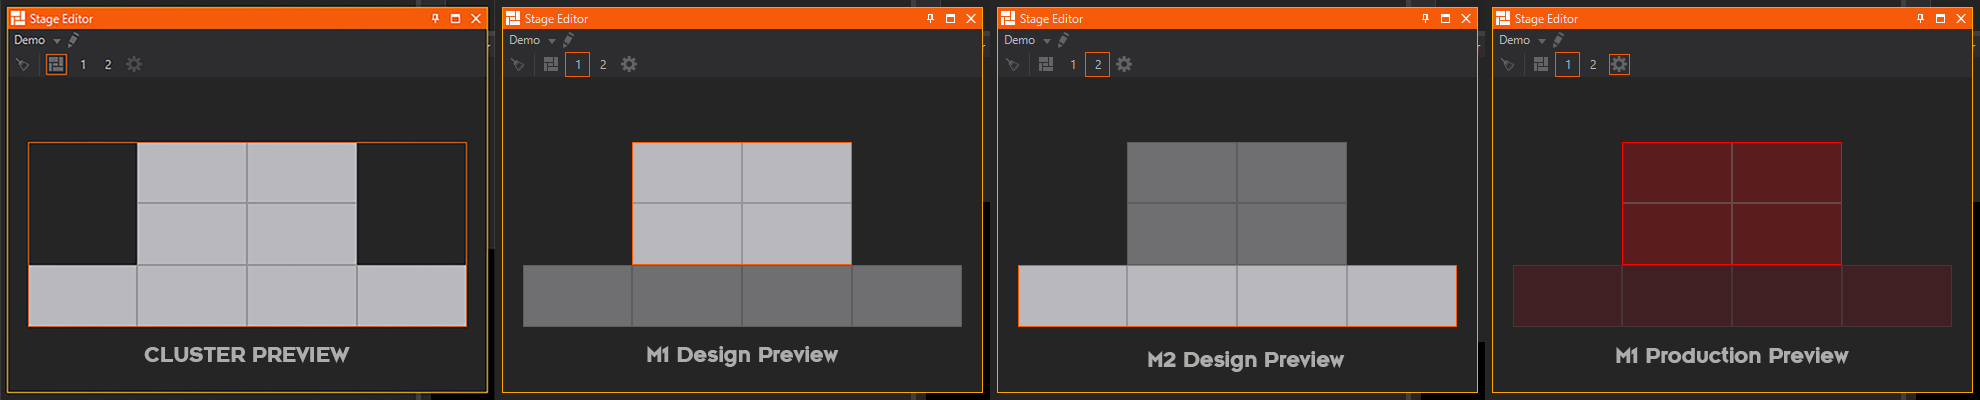 Stage Editor
Demo
1 2
CLUSTER PREVIEW
Stage Editor
Demo
1 2
M1 Design Preview
Stage Editor
Demo
1 2
M2 Design Preview
Stage Editor
Demo
1 2
M1 Production Preview